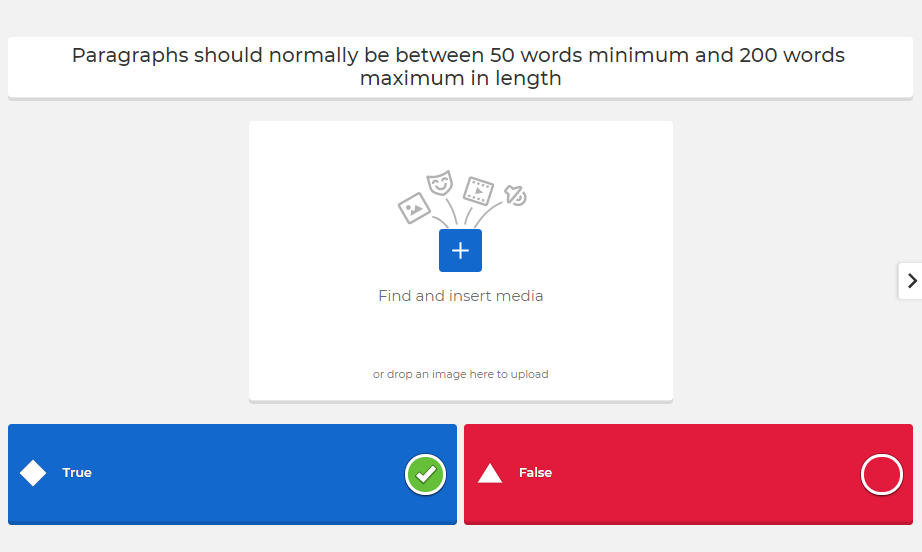 Paragraphs should normally be between 50 words minimum and 200 words
maximum in length
Find and insert media
or drop an image here to upload
True
False